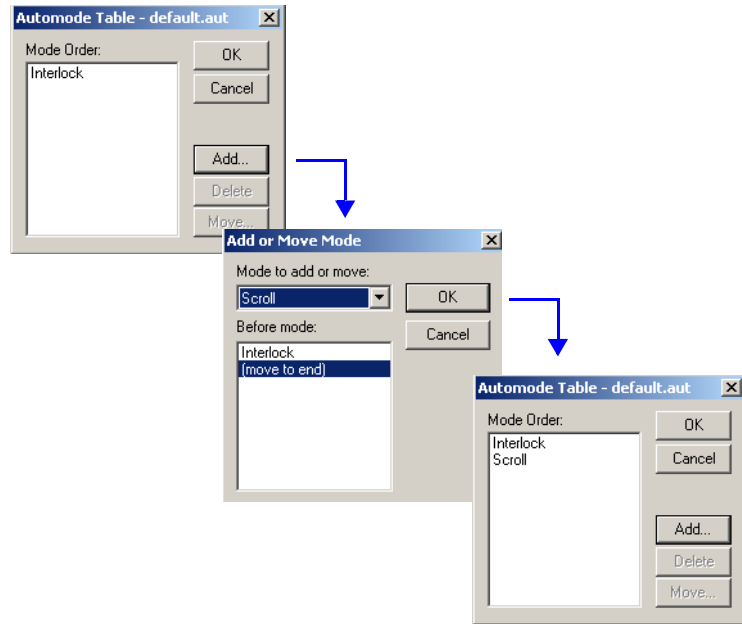 Automode Table - default.aut
Mode Order:
Interlock
OK
Cancel
Add...
Delete
Move...
Add or Move Mode
Mode to add or move:
Scroll
OK
Before mode:
Cancel
Interlock
(move to end)
Automode Table - default.aut
Mode Order:
Interlock
Scroll
OK
Cancel
Add...
Delete
Move...